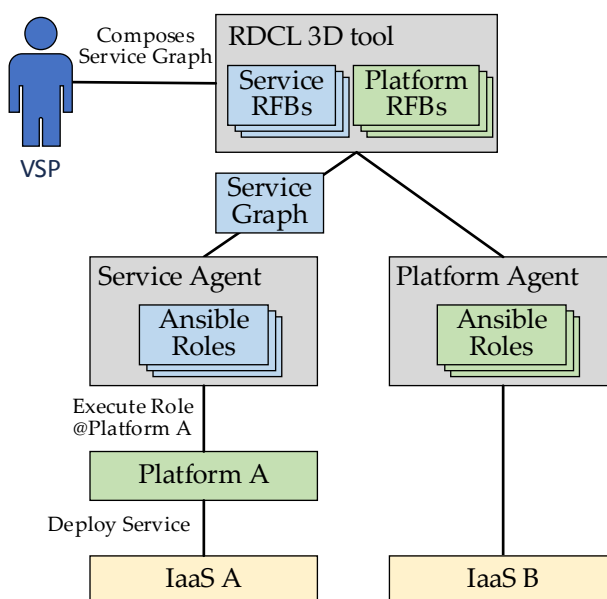 Composes
Service Graph
VSP
RDCL 3D tool
Service
RFBs
Platform
RFBs
Service
Graph
Service Agent
Ansible
Roles
Platform Agent
Ansible
Roles
Execute Role
@Platform A
Platform A
Deploy Service
IaaS A
IaaS B